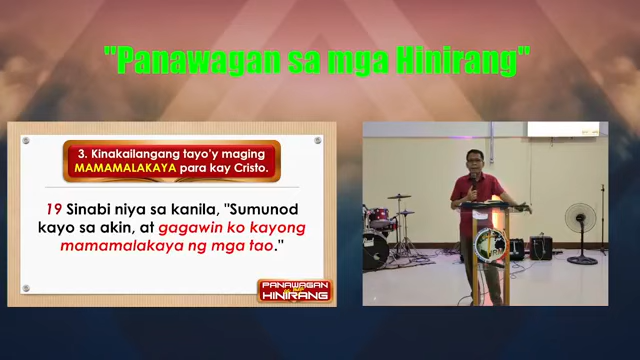 "Panawagan sa mga Hinirang"
3. Kinakailangang tayo'y maging
MAMAMALAKAYA para kay Cristo.
19 Sinabi niya sa kanila, "Sumunod
kayo sa akin, at gagawin ko kayong
mamamalakaya ng mga tao."
PANAWAGAN
HINIRANG